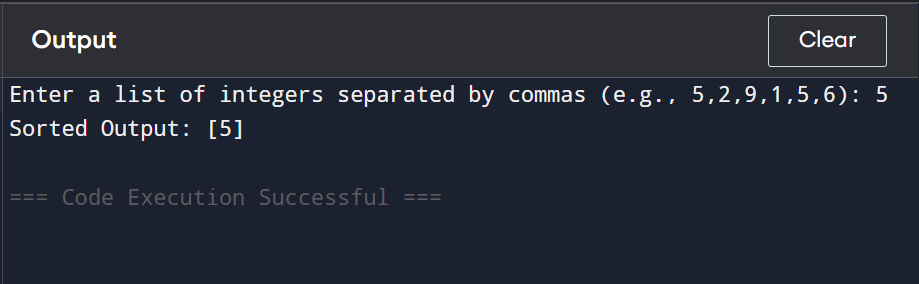 Output
Clear
Enter a list of integers separated by commas (e.g., 5,2,9,1,5,6): 5
Sorted Output: [5]
=== Code Execution Successful ===